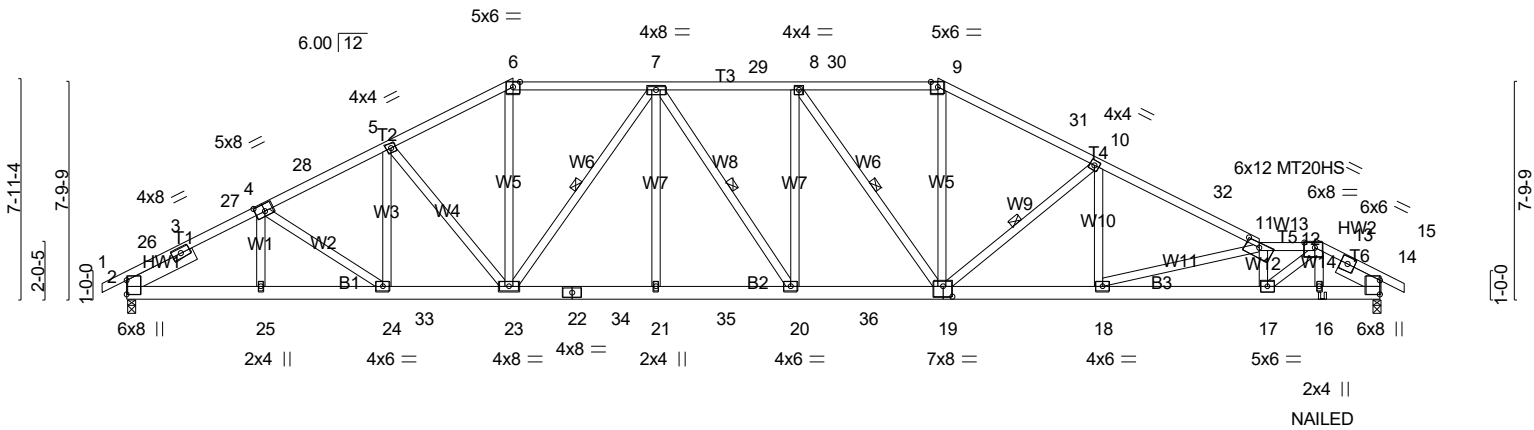 5x6 =
4x8 =
4x4 =
5x6 =
6.00 12
6
7
29
8
30
9
T3
4x4 //
31
4x4 \\
10
5x8 //
5
T2
T4
6x12 MT20HS \\
28
6x8 =
4x8 //
27
4
W3
W4
W5
W6
W7
W8
W7
W6
W5
W9
W10
32
6x6 \\
3
26
T1
W1
W2
W11
11
W13
T5
12
HW2
13
15
T6
14
1
2
HW1
B1
B2
B3
W12
W14
7-11-4
7-9-9
2-0-5
1-0-0
7-9-9
1-0-0
6x8 ||
25
24
33
23
22
34
21
35
20
36
19
18
17
16
6x8 ||
2x4 ||
4x6 =
4x8 =
4x8 =
2x4 ||
4x6 =
7x8 =
4x6 =
5x6 =
2x4 ||
NAILED